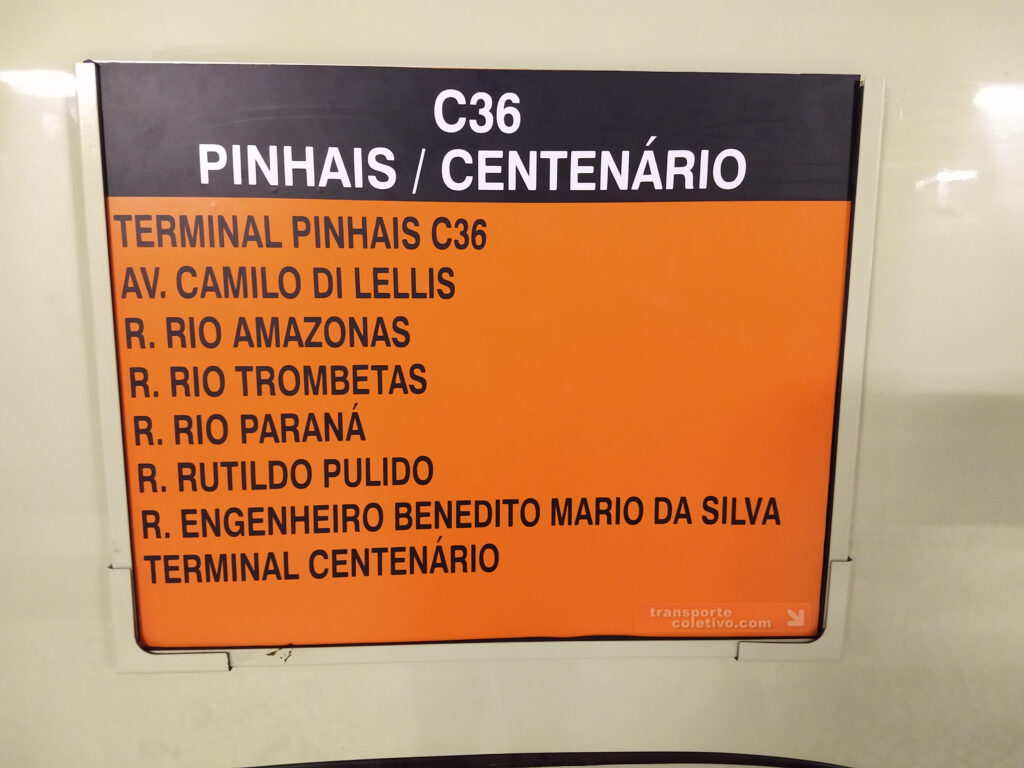 C36
PINHAIS / CENTENÁRIO
TERMINAL PINHAIS C36
AV. CAMILO DI LELLIS
R. RIO AMAZONAS
R. RIO TROMBETAS
R. RIO PARANÁ
R. RUTILDO PULIDO
R. ENGENHEIRO BENEDITO MARIO DA SILVA
TERMINAL CENTENÁRIO
transporte
coletivo.com